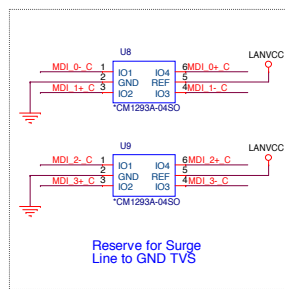 U8
LANVCC
MDI_0-_C 1 IO1 IO4 6 MDI_0+_C
2 GND REF 5
MDI_1+_C 3 IO2 IO3 4 MDI_1-_C
*CM1293A-04SO
U9
LANVCC
MDI_2-_C 1 IO1 IO4 6 MDI_2+_C
2 GND REF 5
MDI_3+_C 3 IO2 IO3 4 MDI_3-_C
*CM1293A-04SO
Reserve for Surge
Line to GND TVS